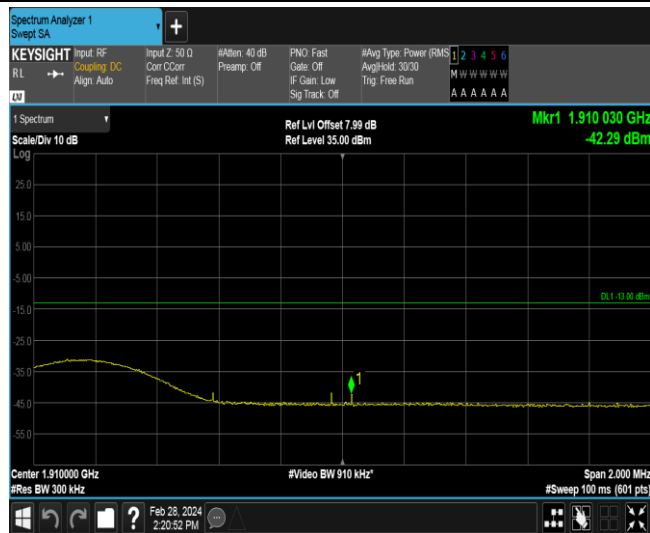 Spectrum Analyzer 1
Swept SA
+
KEYSIGHT
RL
LXI
Input: RF
Coupling: DC
Align: Auto
Input Z: 50 Ω
Corr CCorr
Freq Ref: Int (S)
#Atten: 40 dB
Preamp: Off
PNO: Fast
Gate: Off
IF Gain: Low
Sig Track: Off
#Avg Type: Power (RMS
Avg|Hold: 30/30
Trig: Free Run
1 2 3 4 5 6
M W W W W W
A A A A A A
1 Spectrum
Scale/Div 10 dB
Log
Ref Lvl Offset 7.99 dB
Ref Level 35.00 dBm
Mkr1 1.910 030 GHz
-42.29 dBm
25.0
15.0
5.00
-5.00
DL1 -13.00 dBm
-15.0
-25.0
-35.0
1
-45.0
-55.0
Center 1.910000 GHz
#Res BW 300 kHz
#Video BW 910 kHz*
Span 2.000 MHz
#Sweep 100 ms (601 pts)
?
Feb 28, 2024
2:20:52 PM